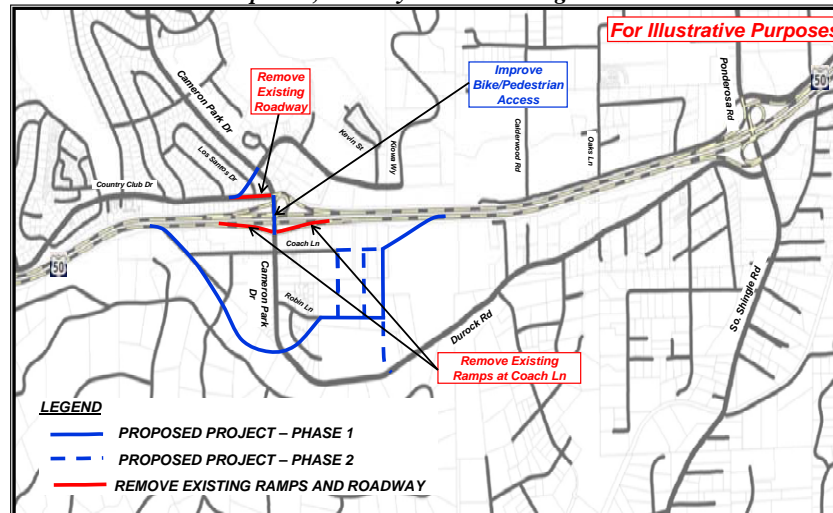 For Illustrative Purposes
Improve
Bike/Pedestrian
Access
Remove
Existing
Roadway
Cameron Park Dr
Ponderosa Rd
50
Los Santos Dr
Kevin St
Kiowa Wy
Calderwood Rd
Oaks Ln
Country Club Dr
Coach Ln
50
Cameron Park
Dr
Robin Ln
Durock Rd
So. Shingle Rd
Remove Existing
Ramps at Coach Ln
LEGEND
PROPOSED PROJECT – PHASE 1
PROPOSED PROJECT – PHASE 2
REMOVE EXISTING RAMPS AND ROADWAY